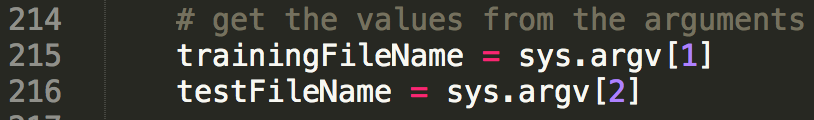 214 # get the values from the arguments
215 trainingFileName = sys.argv[1]
216 testFileName = sys.argv[2]